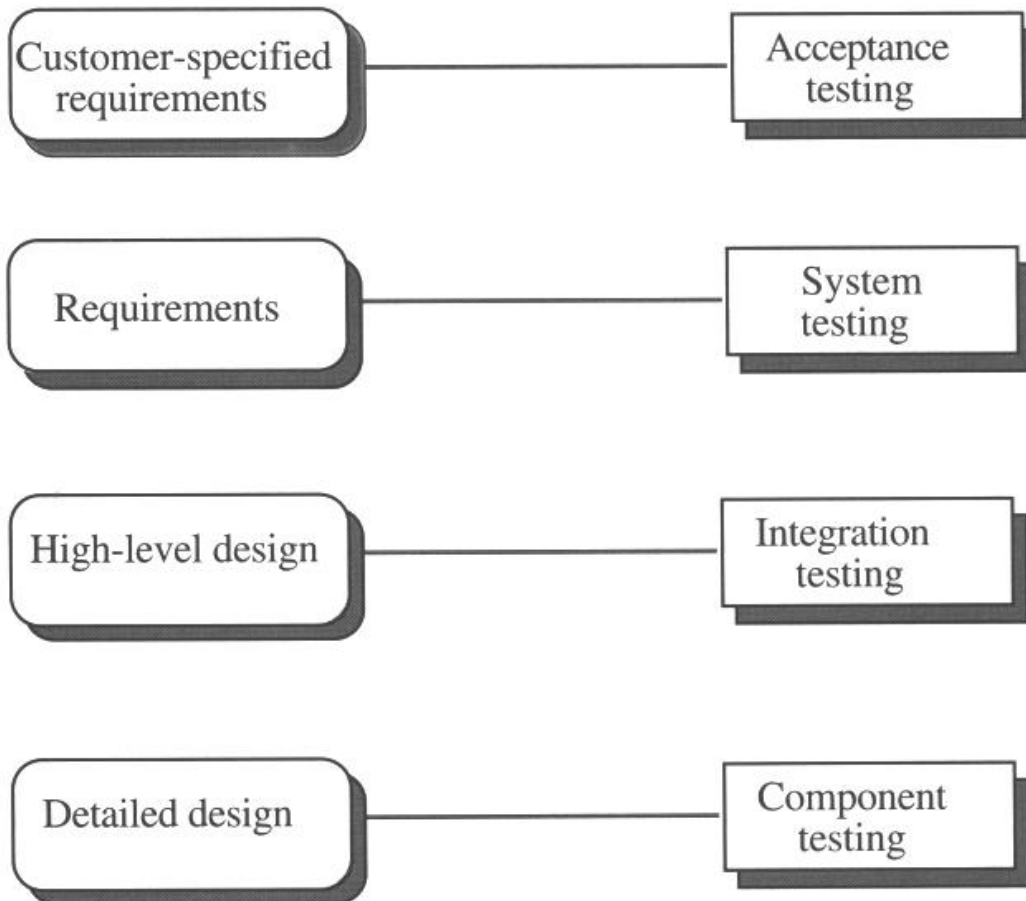 Customer-specified
requirements
Acceptance
testing
Requirements
System
testing
High-level design
Integration
testing
Detailed design
Component
testing